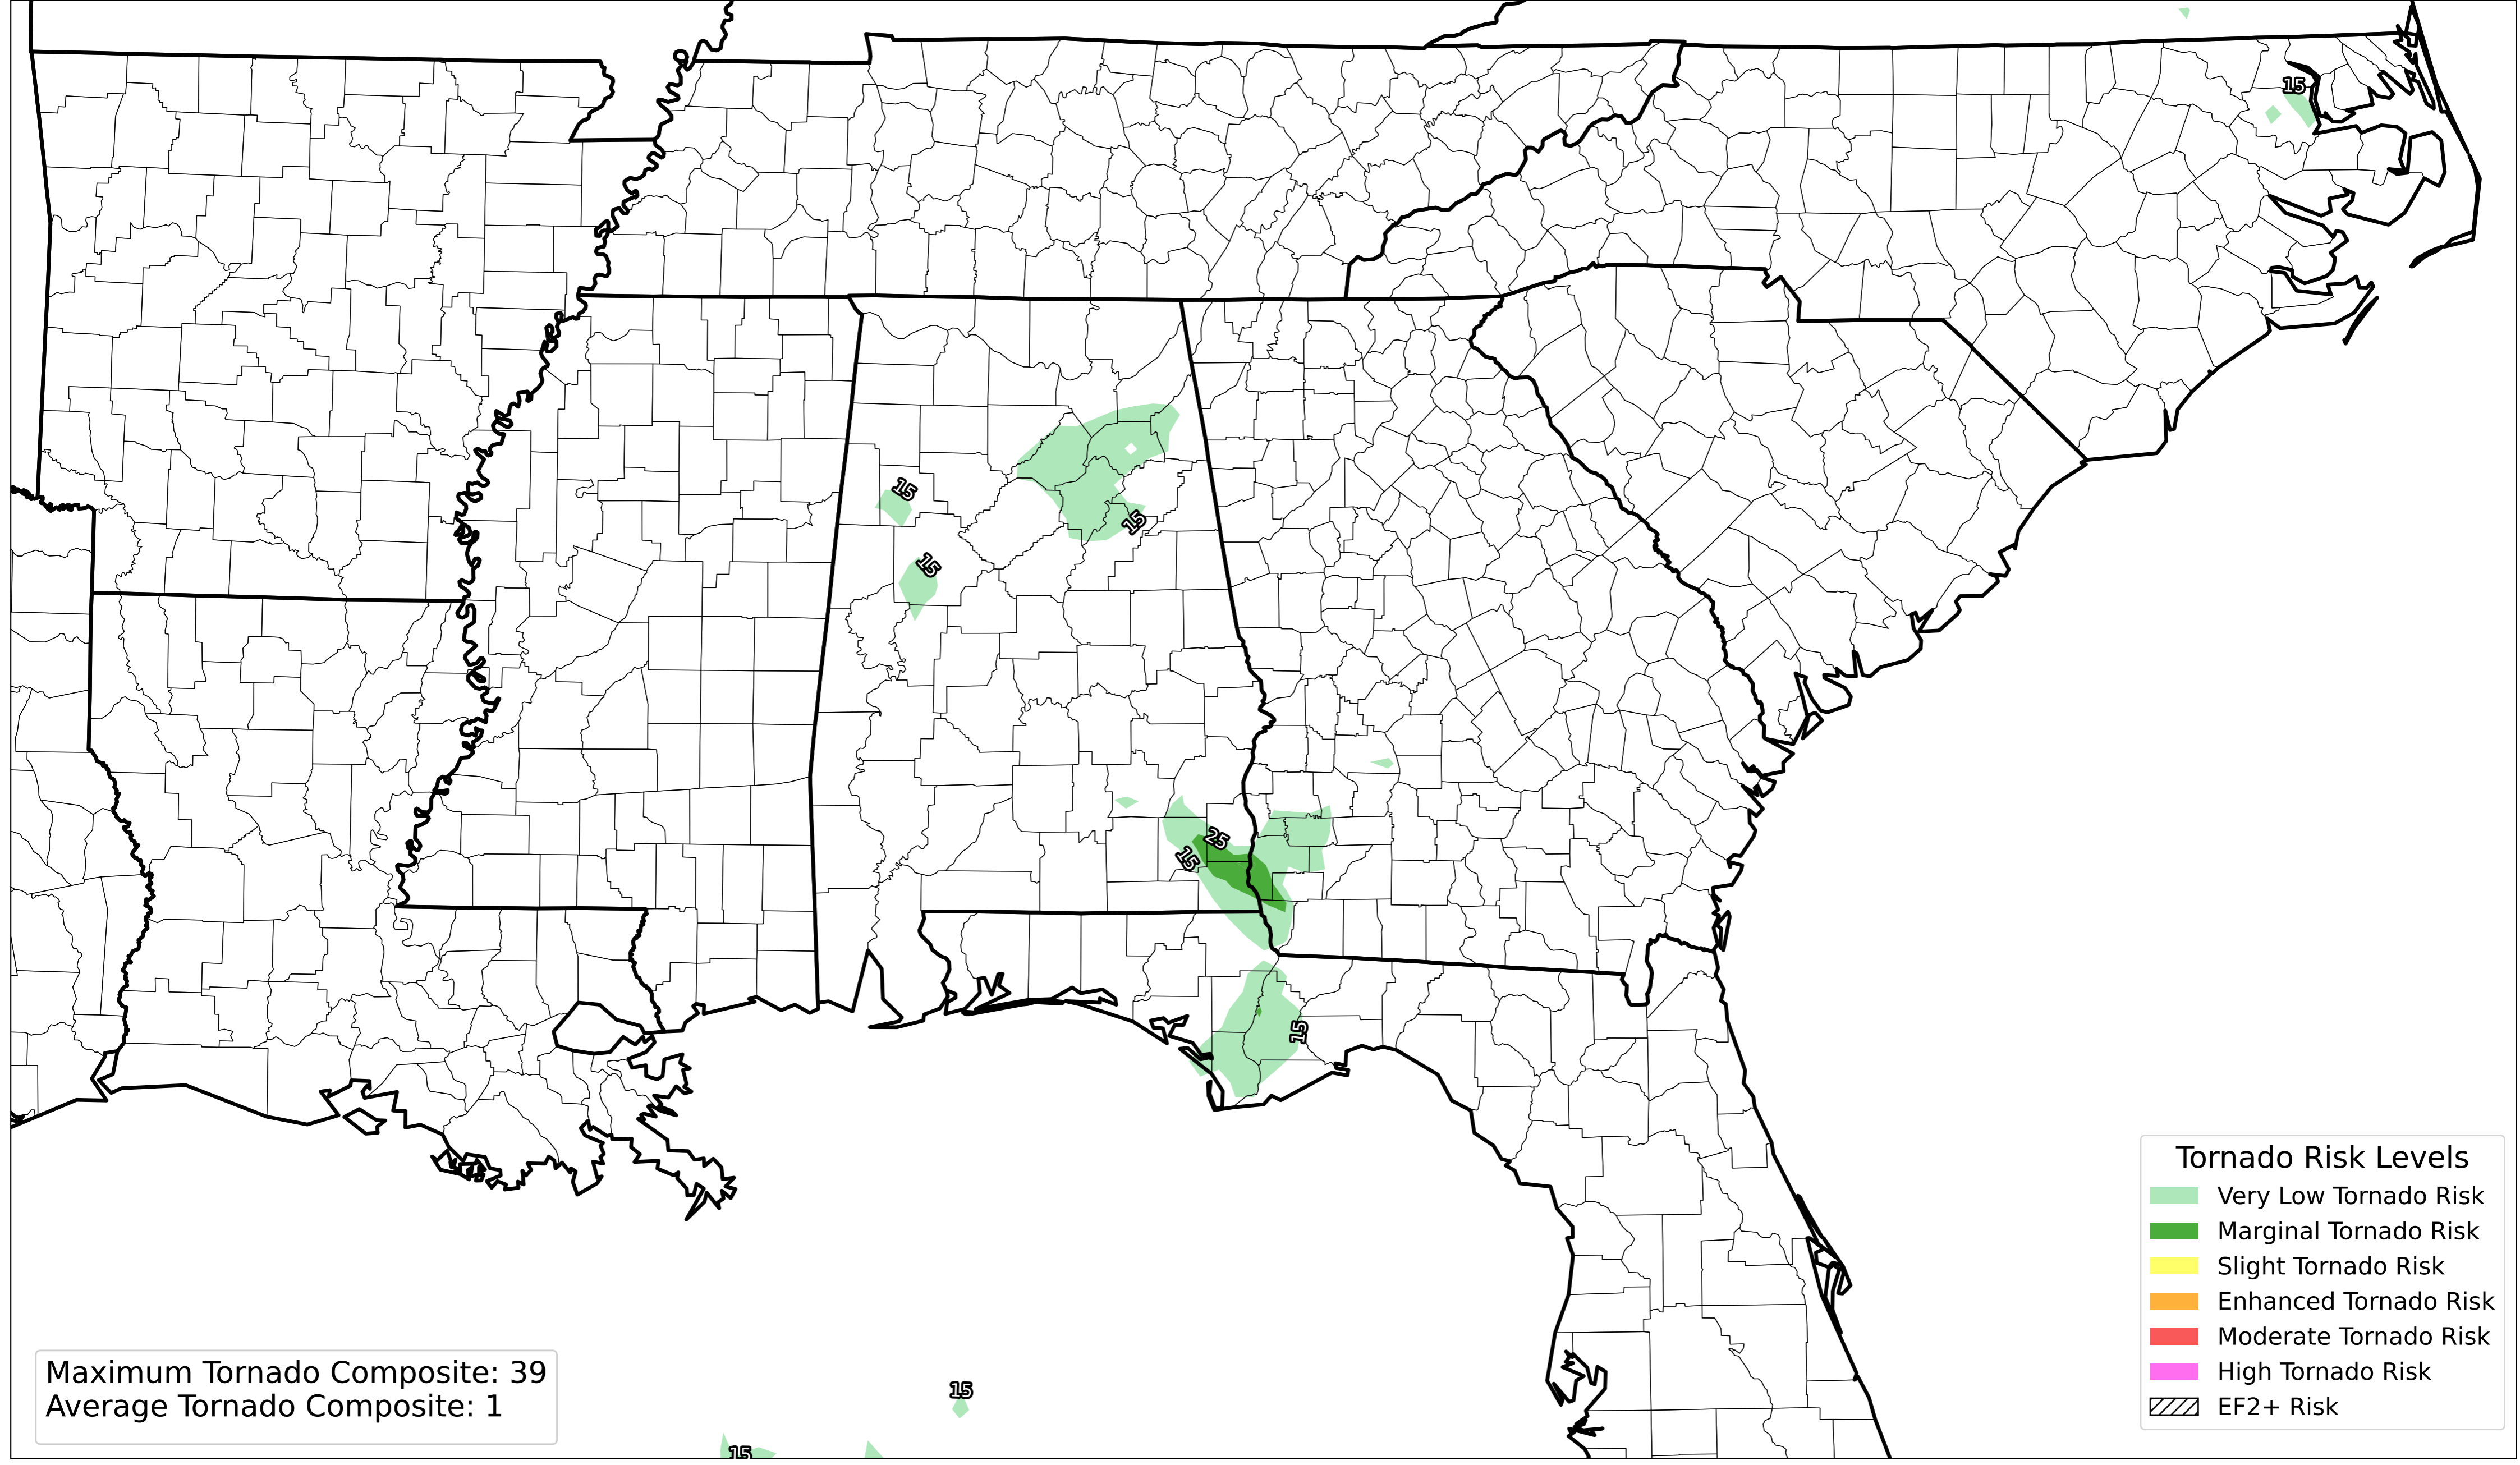 15
15
15
15
25
15
15
15
15
Tornado Risk Levels
Very Low Tornado Risk
Marginal Tornado Risk
Slight Tornado Risk
Enhanced Tornado Risk
Moderate Tornado Risk
High Tornado Risk
EF2+ Risk
Maximum Tornado Composite: 39
Average Tornado Composite: 1